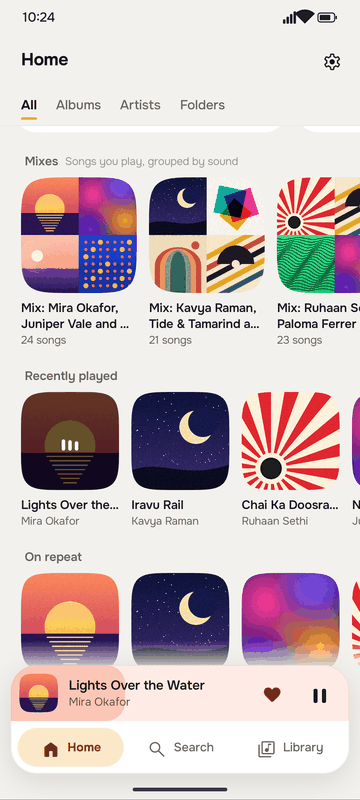 10:24
Home
All Albums Artists Folders
Mixes Songs you play, grouped by sound
Mix: Mira Okafor, Juniper Vale and ...
24 songs
Mix: Kavya Raman, Tide & Tamarind a...
21 songs
Mix: Ruhaan Se
Paloma Ferrer
23 songs
Recently played
Lights Over the...
Mira Okafor
Iravu Rail
Kavya Raman
Chai Ka Doosra...
Ruhaan Sethi
On repeat
Lights Over the Water
Mira Okafor
Home Search Library